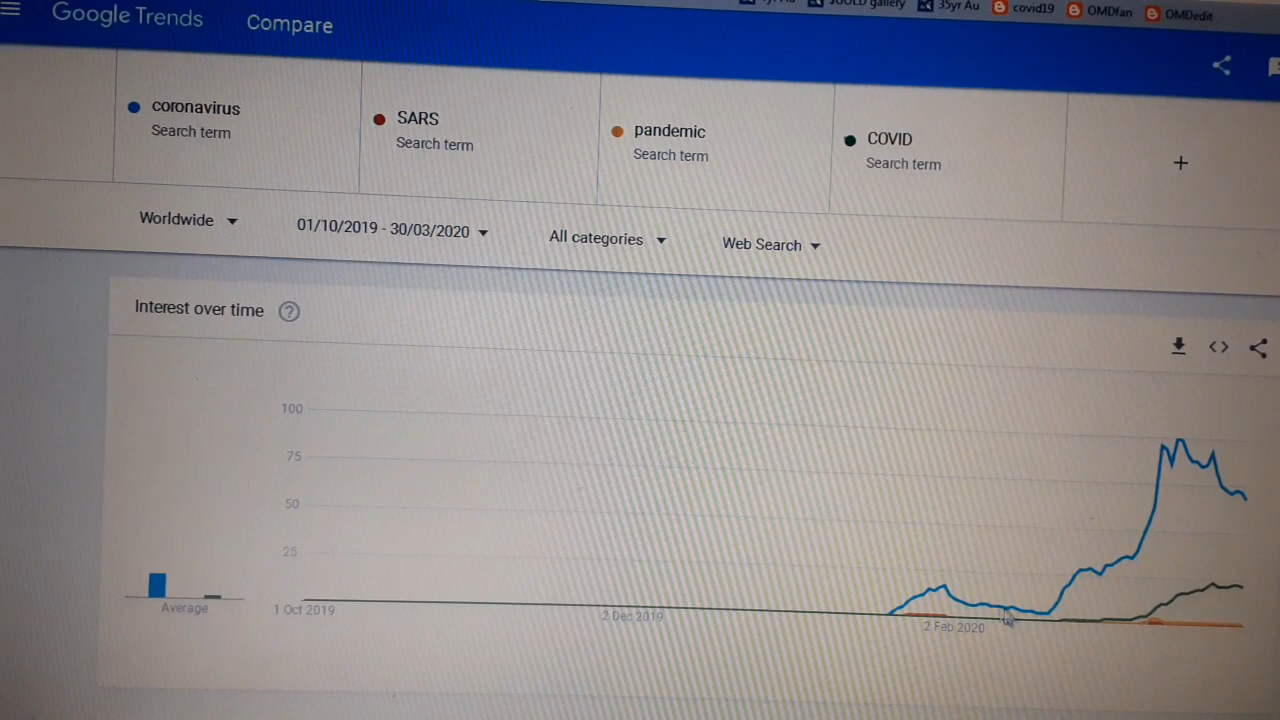 35yr Au
covid19
OMDfan
OMDedit
gallery
Google Trends
Compare
coronavirus
Search term
SARS
Search term
pandemic
Search term
COVID
Search term
+
Worldwide
01/10/2019 - 30/03/2020
All categories
Web Search
Interest over time
?
<>
100
75
50
25
Average
1 Oct 2019
2 Dec 2019
2 Feb 2020